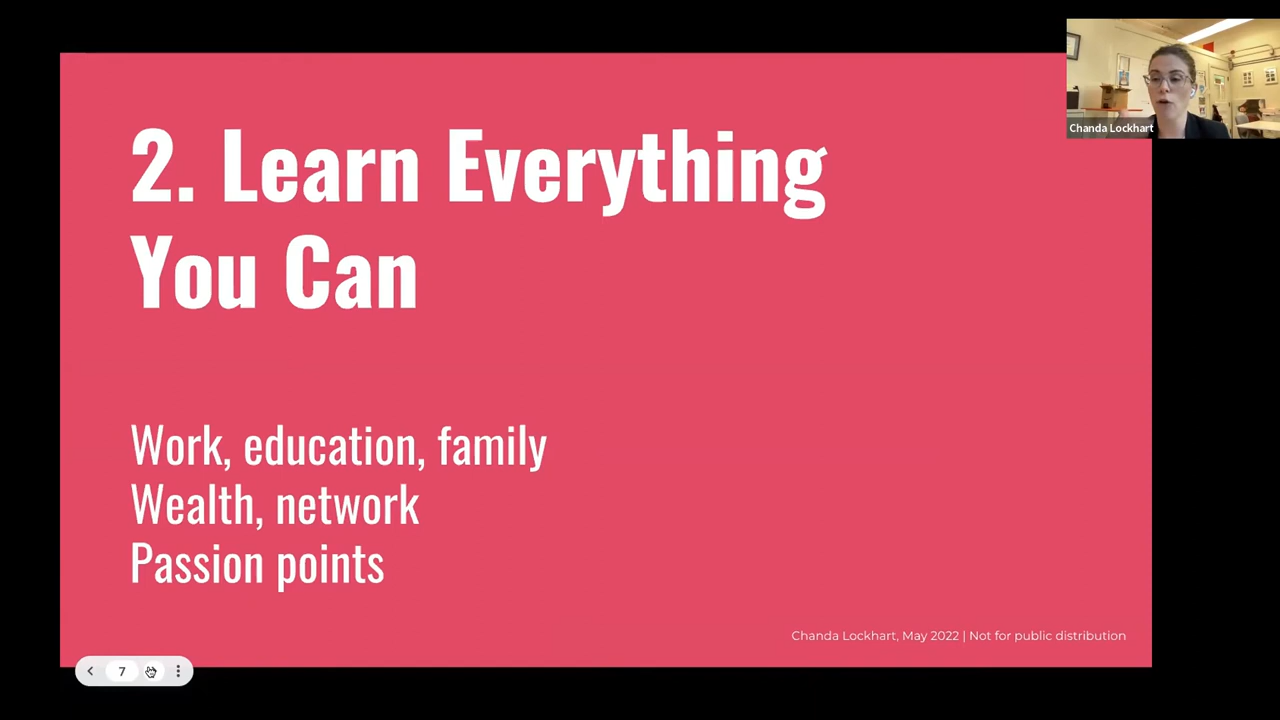 2. Learn Everything
You Can
Work, education, family
Wealth, network
Passion points
Chanda Lockhart, May 2022 | Not for public distribution
7
Chanda Lockhart